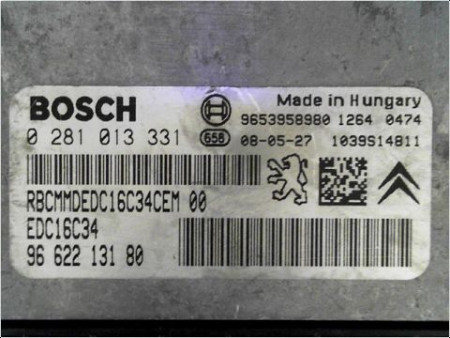 BOSCH
Made in Hungary
9653958980 1264 0474
0 281 013 331
658 08-05-27 1039S14811
RBCMMDEDC16C34CEM 00
EDC16C34
96 622 131 80